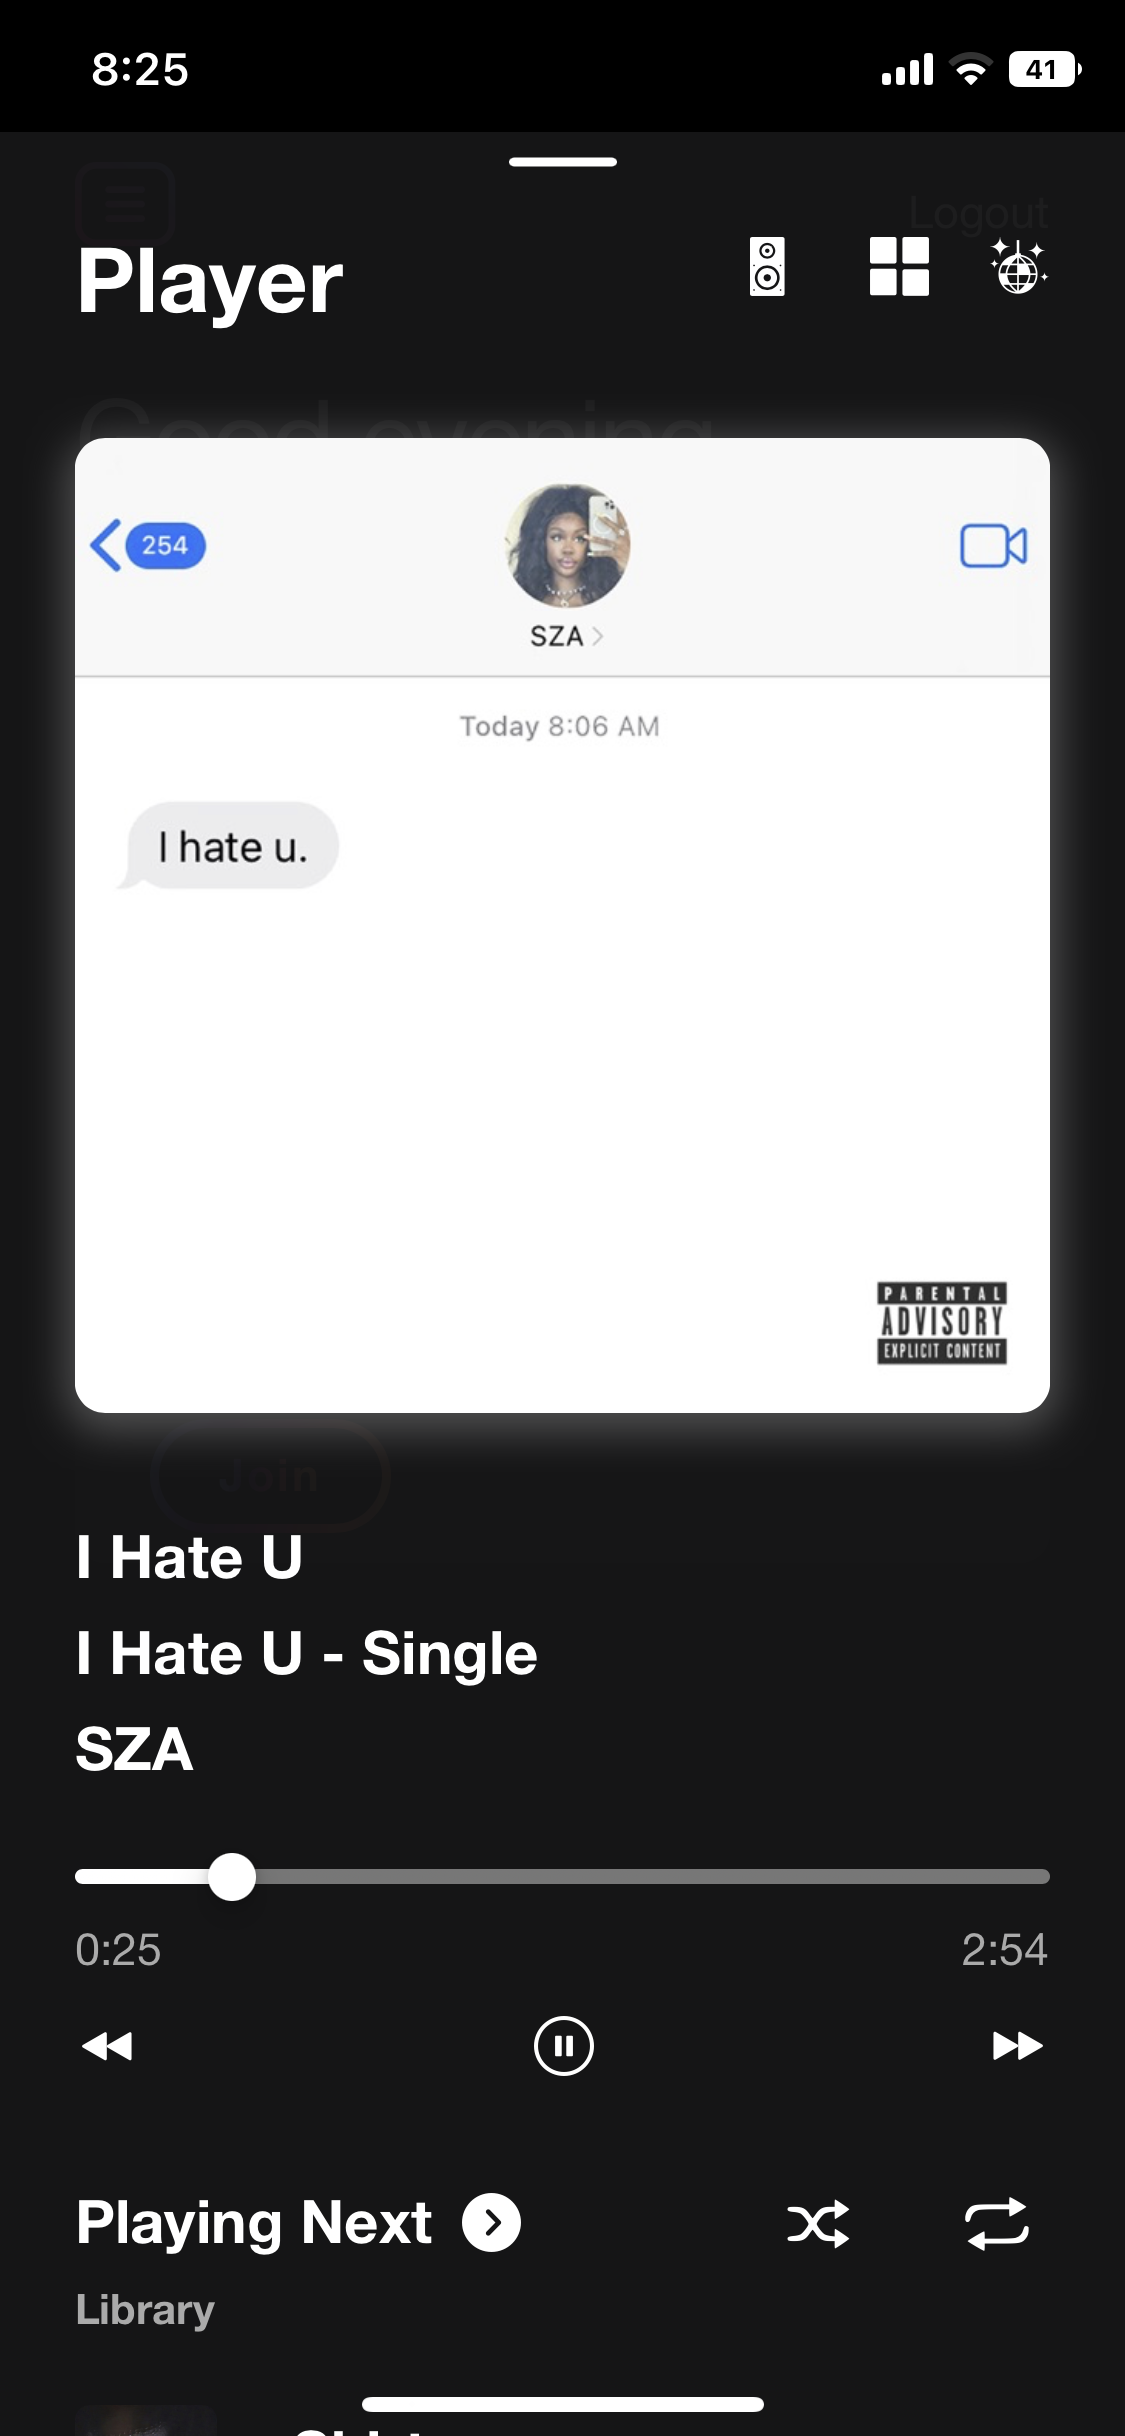 8:25
41
Logout
Player
Good evening
254
SZA
Today 8:06 AM
I hate u.
PARENTAL
ADVISORY
EXPLICIT CONTENT
Join
I Hate U
I Hate U - Single
SZA
0:25
2:54
Playing Next
Library